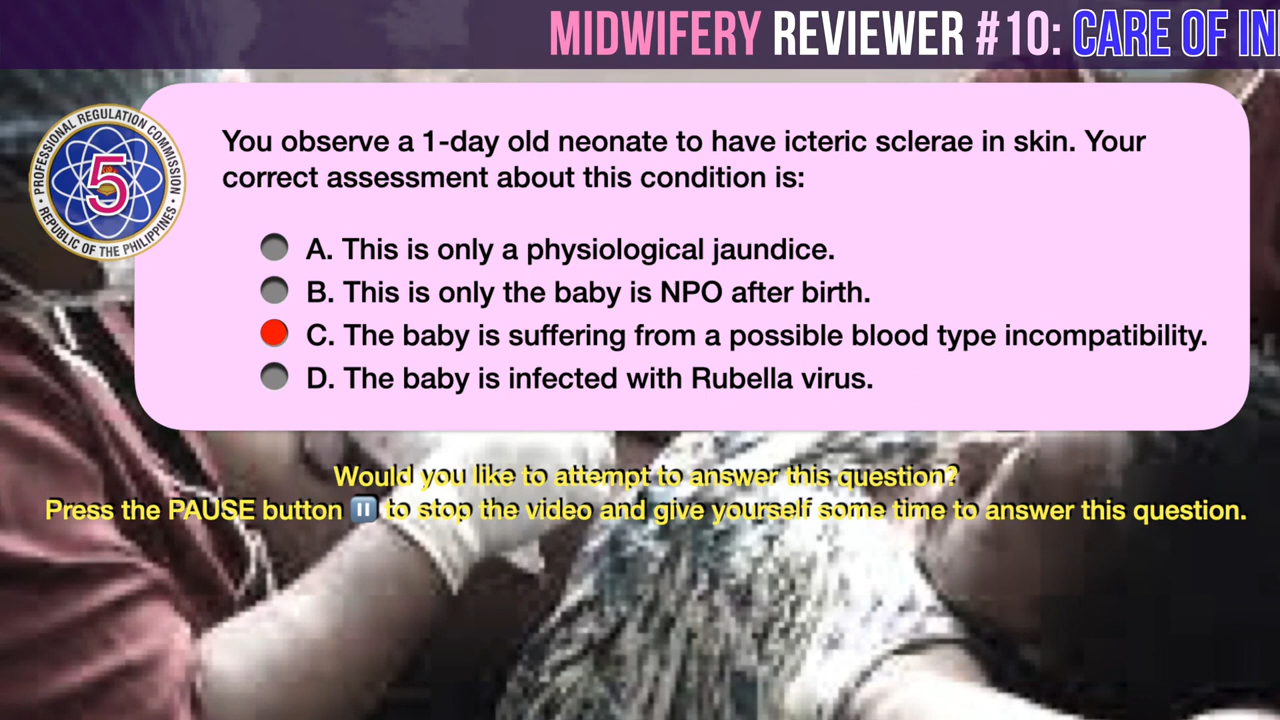 MIDWIFERY REVIEWER #10: CARE OF IN
PROFESSIONAL REGULATION COMMISSION
REPUBLIC OF THE PHILIPPINES
5
You observe a 1-day old neonate to have icteric sclerae in skin. Your
correct assessment about this condition is:
A. This is only a physiological jaundice.
B. This is only the baby is NPO after birth.
C. The baby is suffering from a possible blood type incompatibility.
D. The baby is infected with Rubella virus.
Would you like to attempt to answer this question?
Press the PAUSE button ⏸ to stop the video and give yourself some time to answer this question.